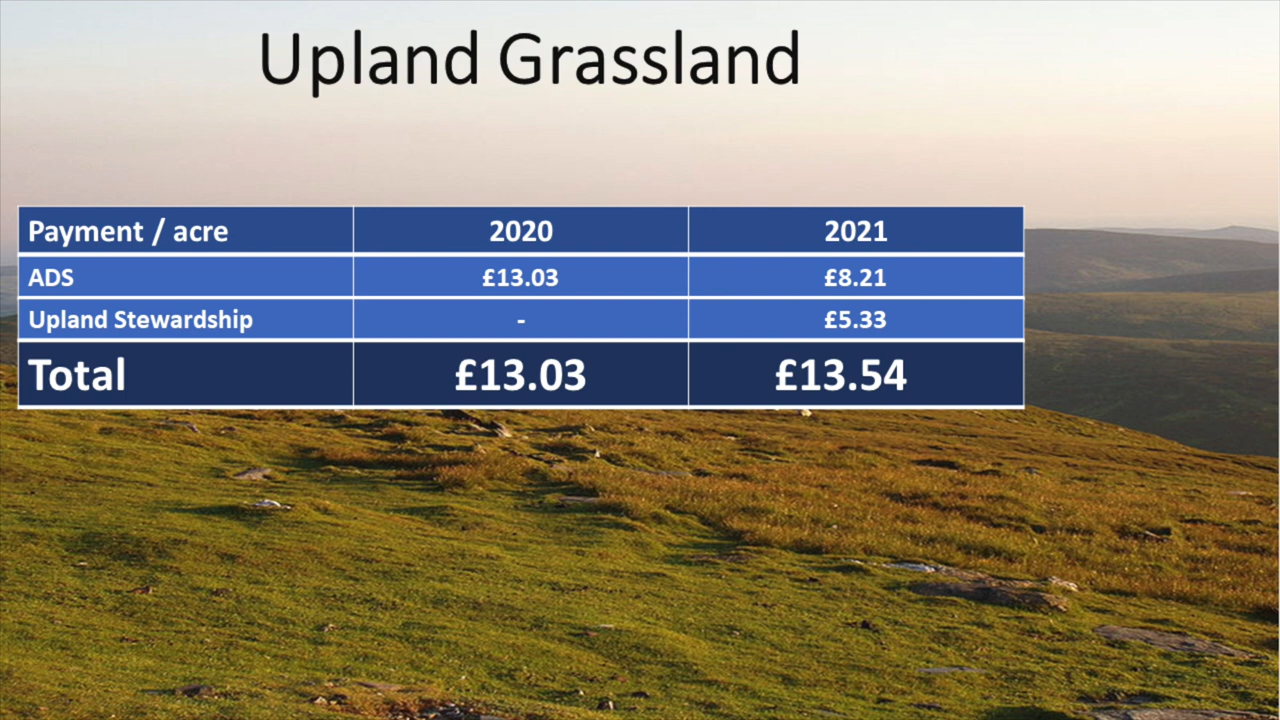 Upland Grassland
Payment / acre 2020 2021
ADS £13.03 £8.21
Upland Stewardship - £5.33
Total £13.03 £13.54